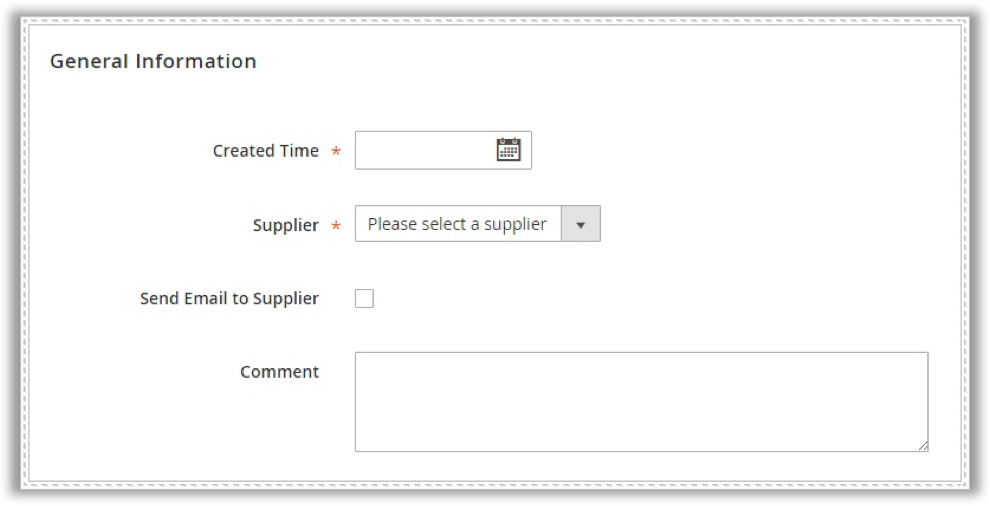 General Information
Created Time *
Supplier * Please select a supplier
Send Email to Supplier
Comment